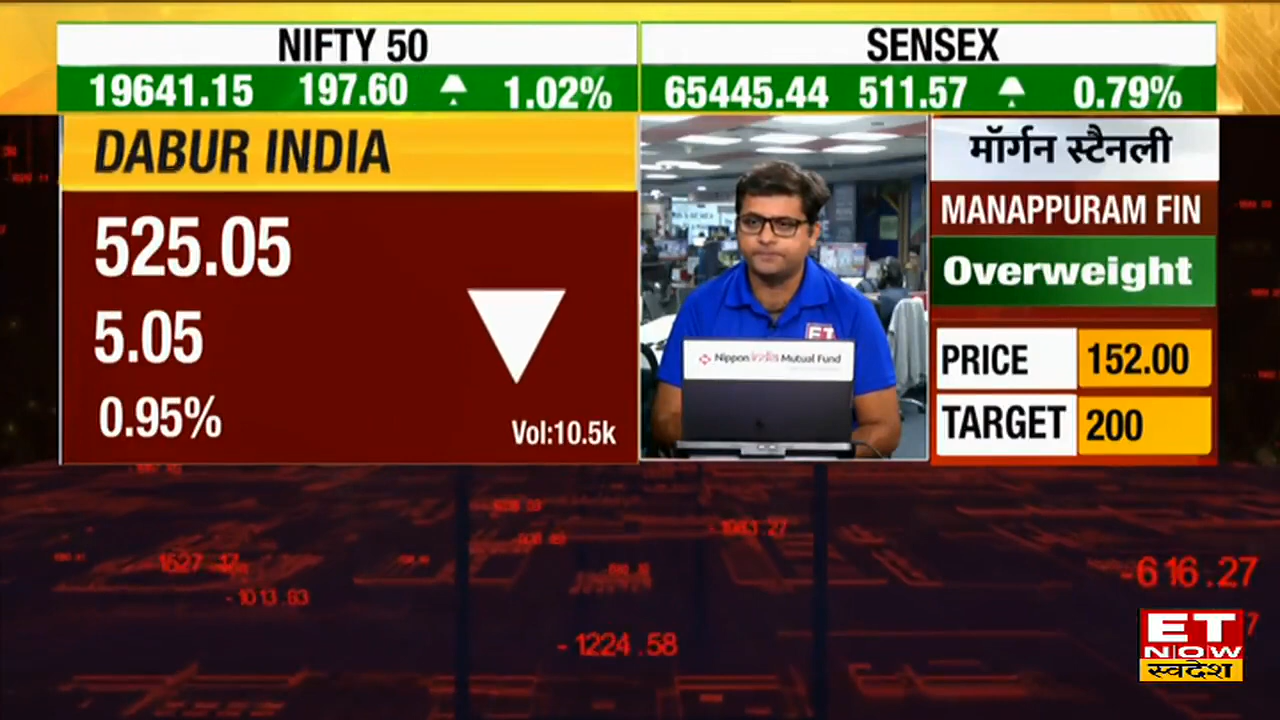 NIFTY 50
19641.15 197.60 1.02%
SENSEX
65445.44 511.57 0.79%
DABUR INDIA
525.05
5.05
0.95%
Vol:10.5k
ET
Nippon india Mutual Fund
मॉर्गन स्टैनली
MANAPPURAM FIN
Overweight
PRICE 152.00
TARGET 200
-1013.63
-1224.58
-616.27
ET
NOW
स्वदेश